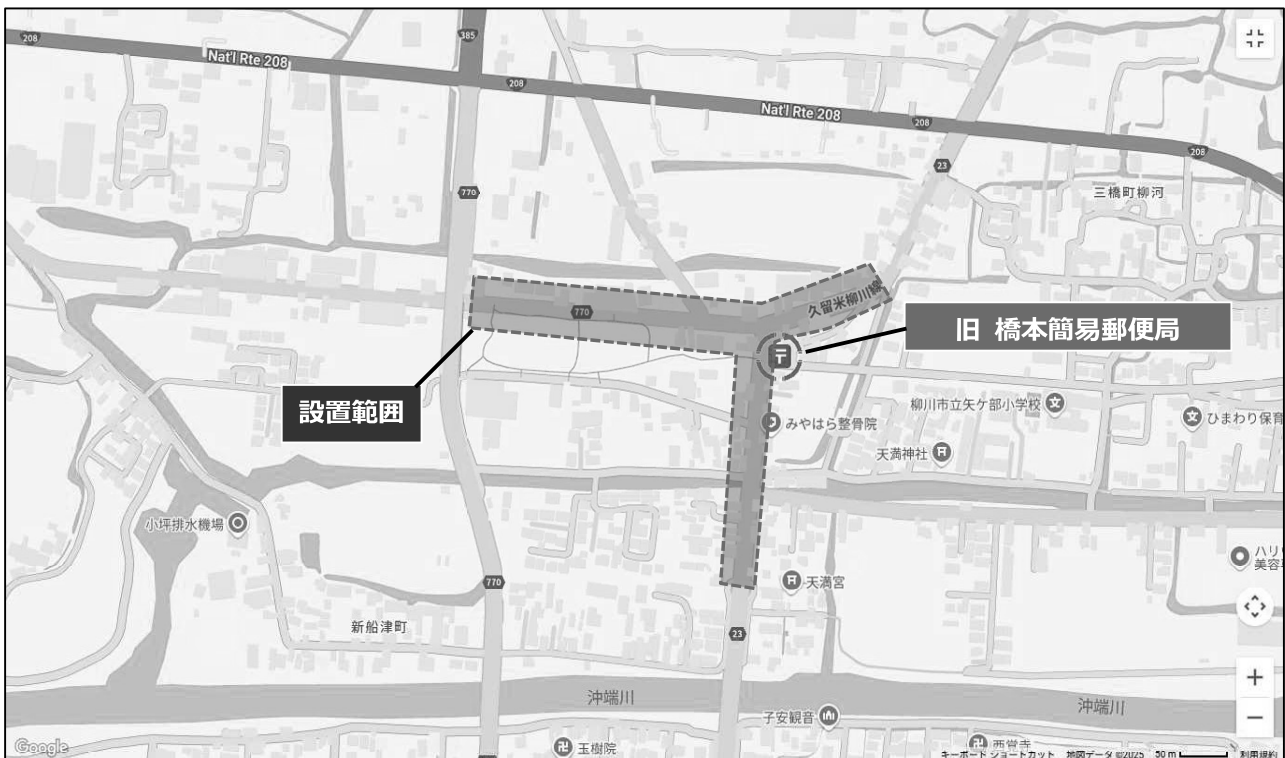 208
Nat'l Rte 208
385
208
Nat'l Rte 208
208
23
208
770
三橋町柳河
久留米柳川線
770
旧 橋本簡易郵便局
設置範囲
みやはら整骨院
柳川市立矢ケ部小学校
ひまわり保育
天満神社
小坪排水機場
ハリ
美容
770
天満宮
新船津町
23
沖端川
沖端川
子安観音
玉樹院
西覚寺
Google
キーボード ショートカット 地図データ ©2025 50 m 利用規約